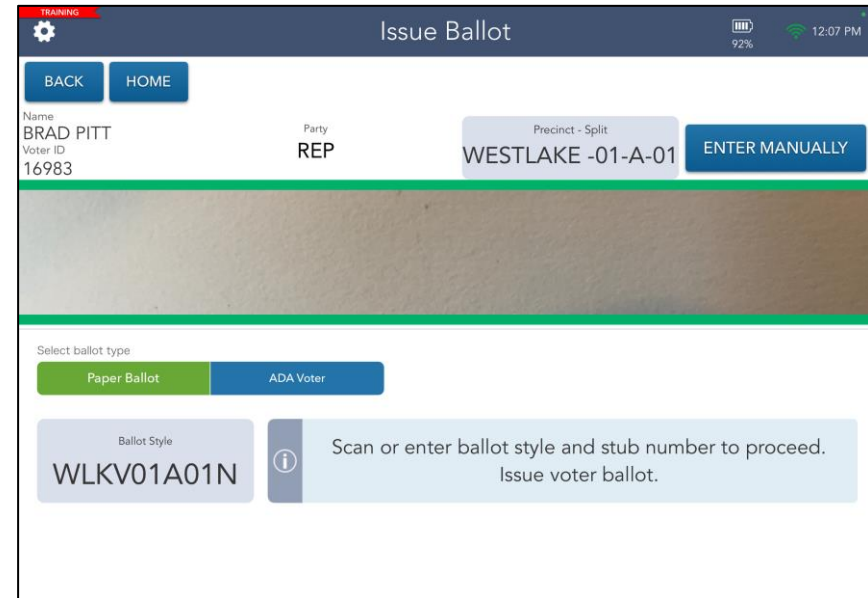 TRAINING
Issue Ballot
92%
12:07 PM
BACK
HOME
Name
BRAD PITT
Voter ID
16983
Party
REP
Precinct - Split
WESTLAKE -01-A-01
ENTER MANUALLY
Select ballot type
Paper Ballot
ADA Voter
Ballot Style
WLKV01A01N
Scan or enter ballot style and stub number to proceed.
Issue voter ballot.